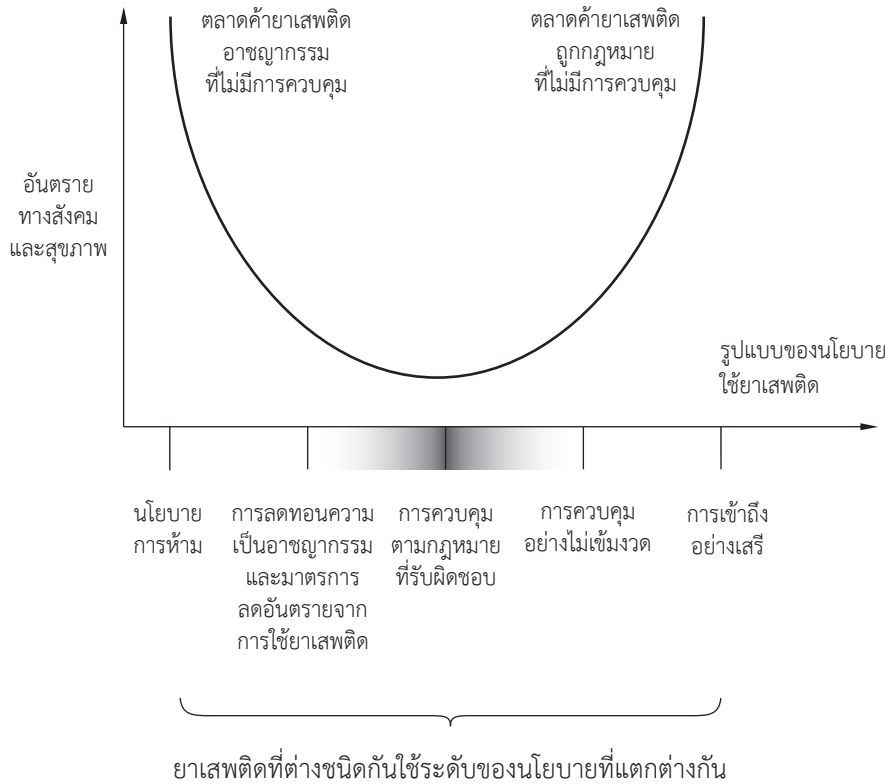 ตลาดค้ายาเสพติด
อาชญากรรม
ที่ไม่มีการควบคุม
ตลาดค้ายาเสพติด
ถูกกฎหมาย
ที่ไม่มีการควบคุม
อันตราย
ทางสังคม
และสุขภาพ
รูปแบบของนโยบาย
ใช้ยาเสพติด
นโยบาย
การห้าม
การลดทอนความ
เป็นอาชญากรรม
และมาตรการ
ลดอันตรายจาก
การใช้ยาเสพติด
การควบคุม
ตามกฎหมาย
ที่รับผิดชอบ
การควบคุม
อย่างไม่เข้มงวด
การเข้าถึง
อย่างเสรี
ยาเสพติดที่ต่างชนิดกันใช้ระดับของนโยบายที่แตกต่างกัน